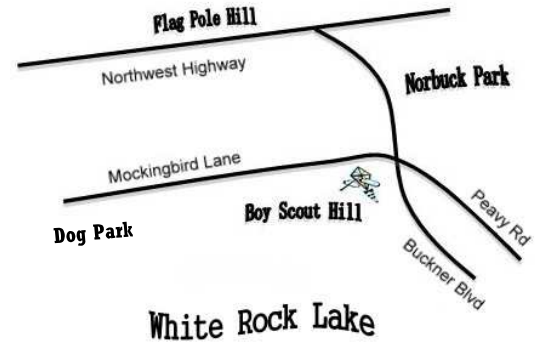 Flag Pole Hill
Northwest Highway
Norbuck Park
Mockingbird Lane
Boy Scout Hill
Peavy Rd
Dog Park
Buckner Blvd
White Rock Lake